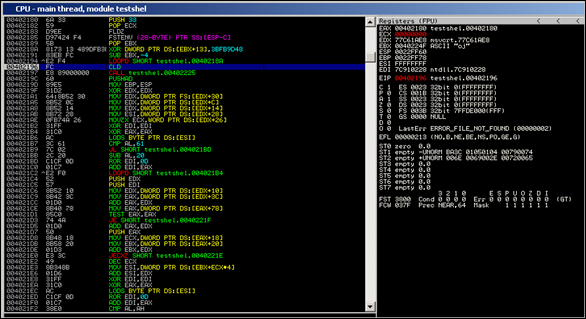 CPU - main thread, module testshel
00402180 6A 33 PUSH 33
00402182 59 POP ECX
00402183 D9EE FLDZ
00402185 D97424 F4 FSTENV (28-BYTE) PTR SS:[ESP-C]
00402189 5B POP EBX
0040218A 8173 13 XOR DWORD PTR DS:[EBX+13],
00402191 83EB FC SUB EBX,-4
00402194 E2 F4 LOOPD SHORT testshel.0040218A
00402196 FC CLD
00402197 E8 89000000 CALL testshel.00402225
0040219C 60 PUSHAD
0040219D 89E5 MOV EBP,ESP
0040219F 31D2 XOR EDX,EDX
004021A1 64:8B52 30 MOV EDX,DWORD PTR FS:[EDX+30]
004021A5 8B52 0C MOV EDX,DWORD PTR DS:[EDX+C]
004021A8 8B52 14 MOV EDX,DWORD PTR DS:[EDX+14]
004021AB 8B72 28 MOV ESI,DWORD PTR DS:[EDX+28]
004021AE 0FB74A 26 MOVZX ECX,WORD PTR DS:[EDX+26]
004021B2 31FF XOR EDI,EDI
004021B4 31C0 XOR EAX,EAX
004021B6 AC LODS BYTE PTR DS:[ESI]
004021B7 3C 61 CMP AL,61
004021B9 7C 02 JL SHORT testshel.004021BD
004021BB 2C 20 SUB AL,20
004021BD C1CF 0D ROR EDI,0D
004021C0 01C7 ADD EDI,EAX
004021C2 E2 F0 LOOPD SHORT testshel.004021B4
004021C4 52 PUSH EDX
004021C5 57 PUSH EDI
004021C6 8B52 10 MOV EDX,DWORD PTR DS:[EDX+10]
004021C9 8B42 3C MOV EAX,DWORD PTR DS:[EDX+3C]
004021CC 01D0 ADD EAX,EDX
004021CE 8B40 78 MOV EAX,DWORD PTR DS:[EAX+78]
004021D1 85C0 TEST EAX,EAX
004021D3 74 4A JE SHORT testshel.0040221F
004021D5 01D0 ADD EAX,EDX
004021D7 50 PUSH EAX
004021D8 8B48 18 MOV ECX,DWORD PTR DS:[EAX+18]
004021DB 8B58 20 MOV EBX,DWORD PTR DS:[EAX+20]
004021DE 01D3 ADD EBX,EDX
004021E0 E3 3C JECXZ SHORT testshel.0040221E
004021E2 49 DEC ECX
004021E3 8B348B MOV ESI,DWORD PTR DS:[EBX+ECX*4]
004021E6 01D6 ADD ESI,EDX
004021E8 31FF XOR EDI,EDI
004021EA 31C0 XOR EAX,EAX
004021EC AC LODS BYTE PTR DS:[ESI]
004021ED C1CF 0D ROR EDI,0D
004021F0 01C7 ADD EDI,EAX
004021F2 38E0 CMP AL,AH
Registers (FPU) < < <
EAX 00402180 testshel.00402180
ECX 00000000
EDX 77C61AE8 msvcrt.77C61AE8
EBX 0040224F ASCII "oJ"
ESP 0022FF60
EBP 0022FF78
ESI FFFFFFFF
EDI 7C910228 ntdll.7C910228
EIP 00402196 testshel.00402196
C 1 ES 0023 32bit 0(FFFFFFFF)
P 0 CS 001B 32bit 0(FFFFFFFF)
A 1 SS 0023 32bit 0(FFFFFFFF)
Z 0 DS 0023 32bit 0(FFFFFFFF)
S 0 FS 003B 32bit 7FFDE000(FFF)
T 0 GS 0000 NULL
D 0
O 0 LastErr ERROR_FILE_NOT_FOUND (00000002)
EFL 00000213 (NO,B,NE,BE,NS,PO,GE,G)
ST0 zero 0.0
ST1 empty -UNORM BA3C 01050104 00790074
ST2 empty +UNORM 006E 0069002E 00720065
ST3 empty 0.0
ST4 empty 0.0
ST5 empty 0.0
ST6 empty 0.0
ST7 empty 0.0
3 2 1 0 E S P U O Z D I
FST 3800 Cond 0 0 0 0 Err 0 0 0 0 0 0 0 0 (GT)
FCW 037F Prec NEAR,64 Mask 1 1 1 1 1 1